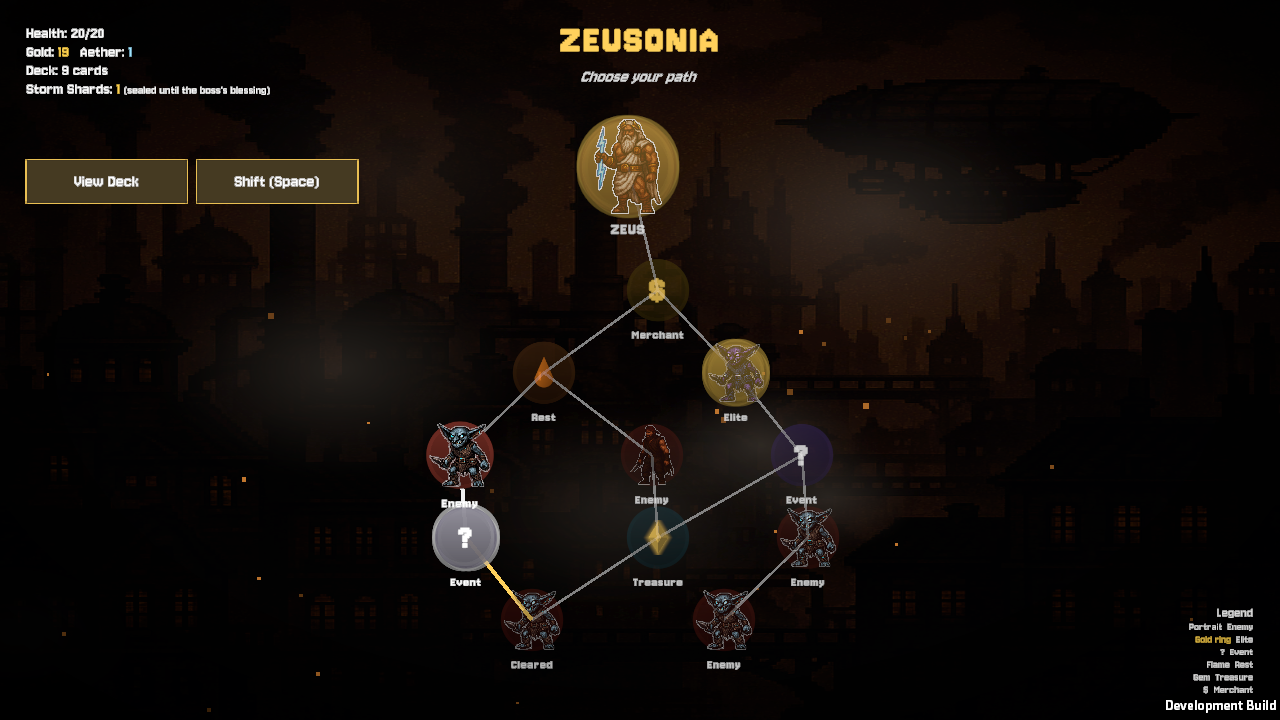 Health: 20/20
Gold: 19 Aether: 1
Deck: 9 cards
Storm Shards: 1 (sealed until the boss's blessing)
ZEUSONIA
Choose your path
View Deck
Shift (Space)
ZEUS
$
Merchant
Rest
Elite
Enemy
Enemy
?
Event
?
Event
Treasure
Enemy
Cleared
Enemy
Legend
Portrait Enemy
Gold ring Elite
? Event
Flame Rest
Gem Treasure
$ Merchant
Development Build